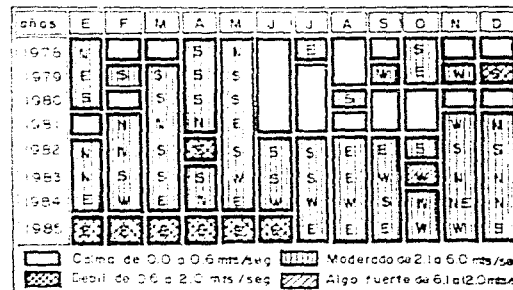 años E F M A M J J A S O N D
1978 N S N E S
1979 E S S S S W E W S
1980 S S S S S
1981 N N N E W N
1982 N N S S S S S E E S N S
1983 N S S S W S S E W W N N
1984 E W E N E W W E S N NE W
1985 E E E E E E E E E W W S
Calma de 0.0 a 0.6 mts/seg Moderado de 2.1 a 6.0 mts/se
Debil de 0.6 a 2.0 mts/seg Algo fuerte de 6.1 a 12.0 mts/se